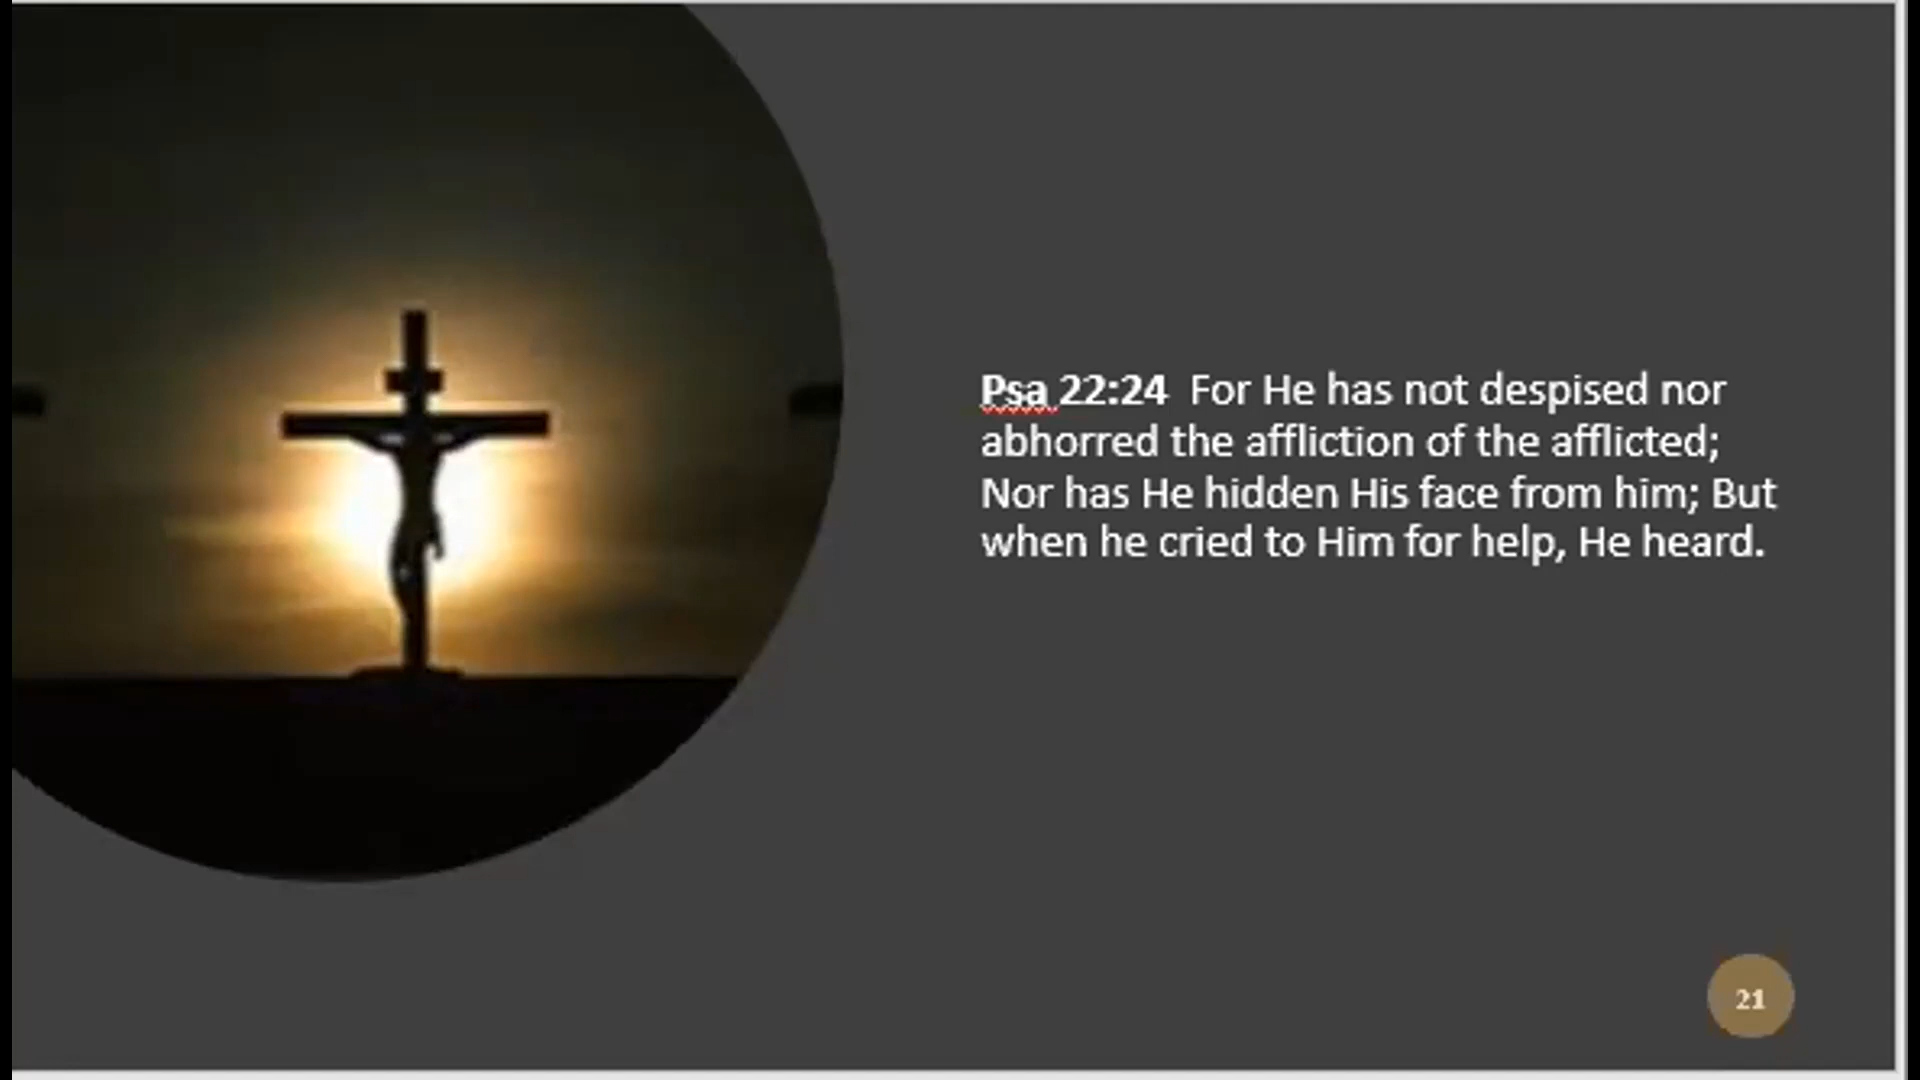 Psa 22:24  For He has not despised nor
abhorred the affliction of the afflicted;
Nor has He hidden His face from him; But
when he cried to Him for help, He heard.
21